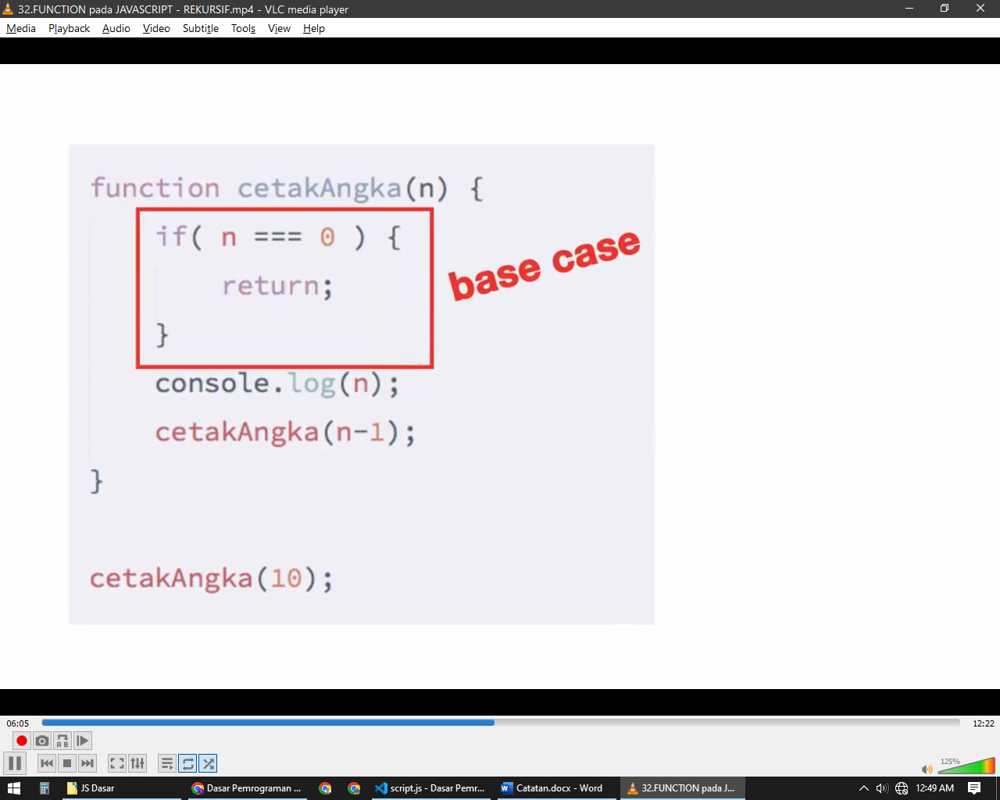 32.FUNCTION pada JAVASCRIPT - REKURSIF.mp4 - VLC media player
Media Playback Audio Video Subtitle Tools View Help
function cetakAngka(n) {
if( n === 0 ) {
return;
}
base case
console.log(n);
cetakAngka(n-1);
}
cetakAngka(10);
06:05
12:22
A B
125%
JS Dasar
Dasar Pemrograman ...
script.js - Dasar Pemr...
Catatan.docx - Word
32.FUNCTION pada J...
12:49 AM